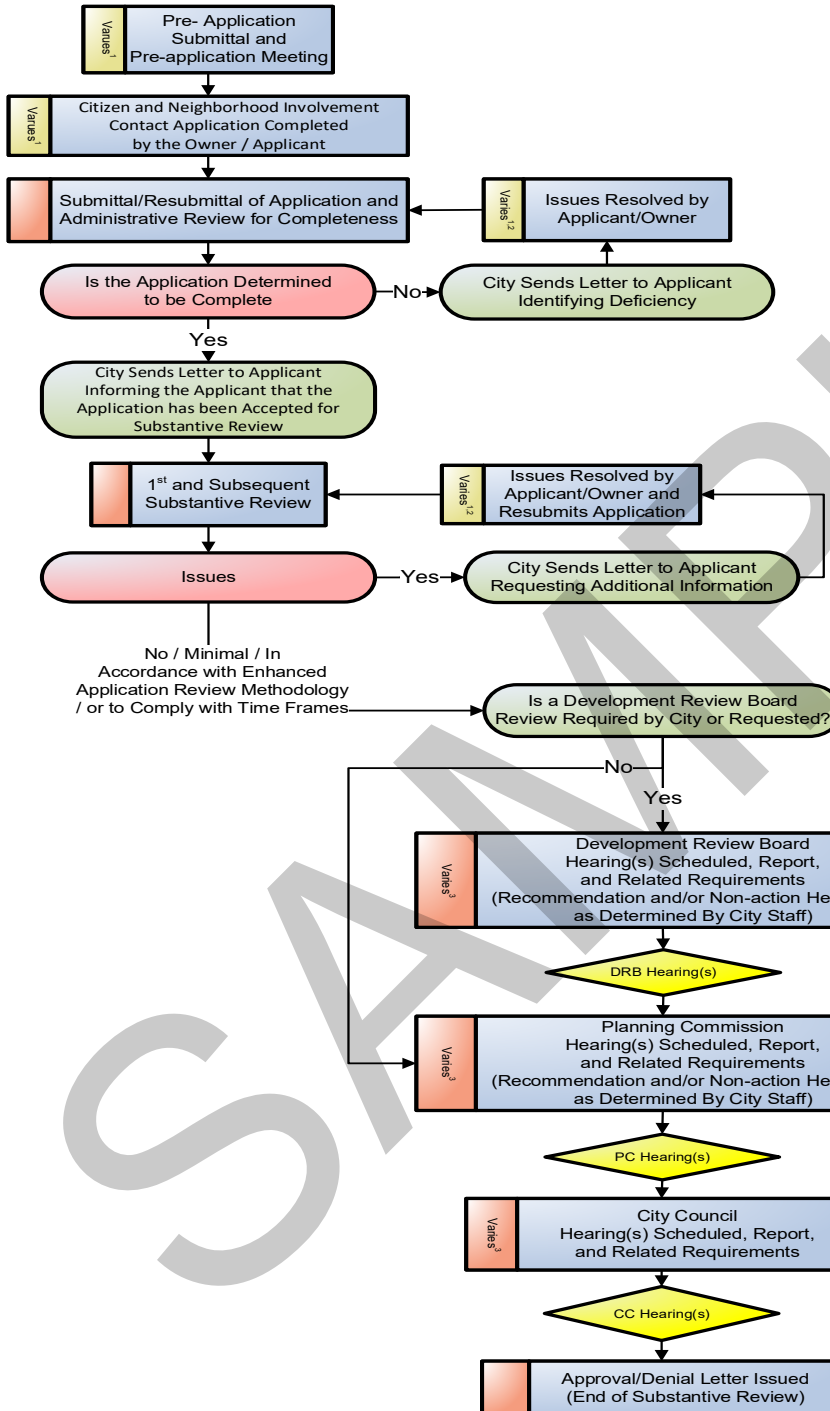 Varues¹
Pre- Application
Submittal and
Pre-application Meeting
Varues¹
Citizen and Neighborhood Involvement
Contact Application Completed
by the Owner / Applicant
Submittal/Resubmittal of Application and
Administrative Review for Completeness
Varies¹,²
Issues Resolved by
Applicant/Owner
Is the Application Determined
to be Complete
No
City Sends Letter to Applicant
Identifying Deficiency
Yes
City Sends Letter to Applicant
Informing the Applicant that the
Application has been Accepted for
Substantive Review
1st and Subsequent
Substantive Review
Varies¹,²
Issues Resolved by
Applicant/Owner and
Resubmits Application
Issues
Yes
City Sends Letter to Applicant
Requesting Additional Information
No / Minimal / In
Accordance with Enhanced
Application Review Methodology
/ or to Comply with Time Frames
Is a Development Review Board
Review Required by City or Requested?
No
Yes
Varies³
Development Review Board
Hearing(s) Scheduled, Report,
and Related Requirements
(Recommendation and/or Non-action He
as Determined By City Staff)
DRB Hearing(s)
Varies³
Planning Commission
Hearing(s) Scheduled, Report,
and Related Requirements
(Recommendation and/or Non-action He
as Determined By City Staff)
PC Hearing(s)
Varies³
City Council
Hearing(s) Scheduled, Report,
and Related Requirements
CC Hearing(s)
Approval/Denial Letter Issued
(End of Substantive Review)